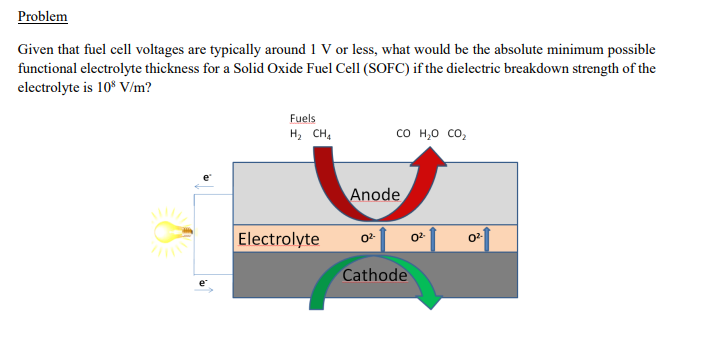 Problem
Given that fuel cell voltages are typically around 1 V or less, what would be the absolute minimum possible
functional electrolyte thickness for a Solid Oxide Fuel Cell (SOFC) if the dielectric breakdown strength of the
electrolyte is 10⁸ V/m?
Fuels
H₂ CH₄
CO H₂O CO₂
e⁻
Anode
Electrolyte O²⁻ O²⁻ O²⁻
Cathode
e⁻